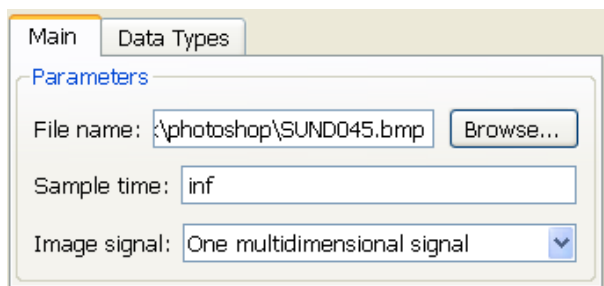 Main Data Types
Parameters
File name: :\photoshop\SUND045.bmp Browse...
Sample time: inf
Image signal: One multidimensional signal